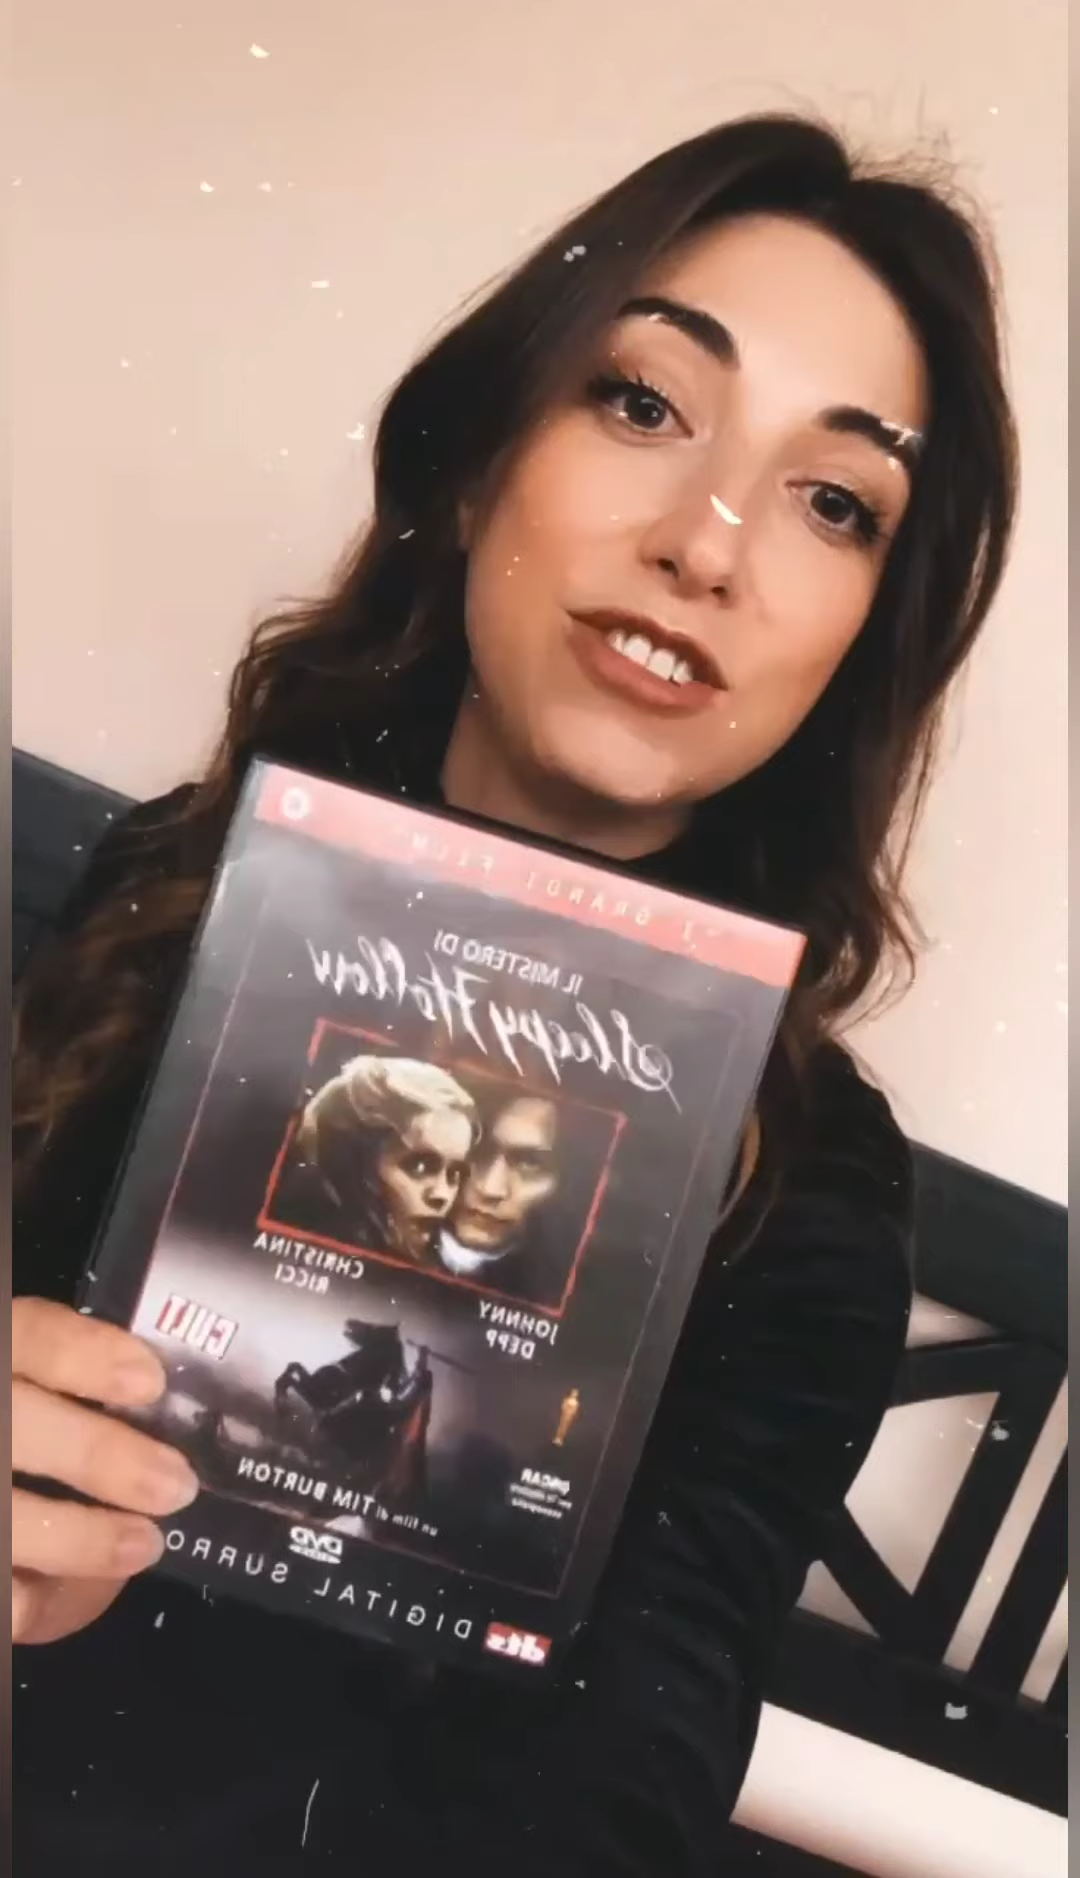 I GRANDI FILM
IL MISTERO DI
Sleepy Hollow
CHRISTINA
RICCI
JOHNNY
DEPP
CULT
OSCAR
un film di TIM BURTON
DVD
dts DIGITAL SURRO